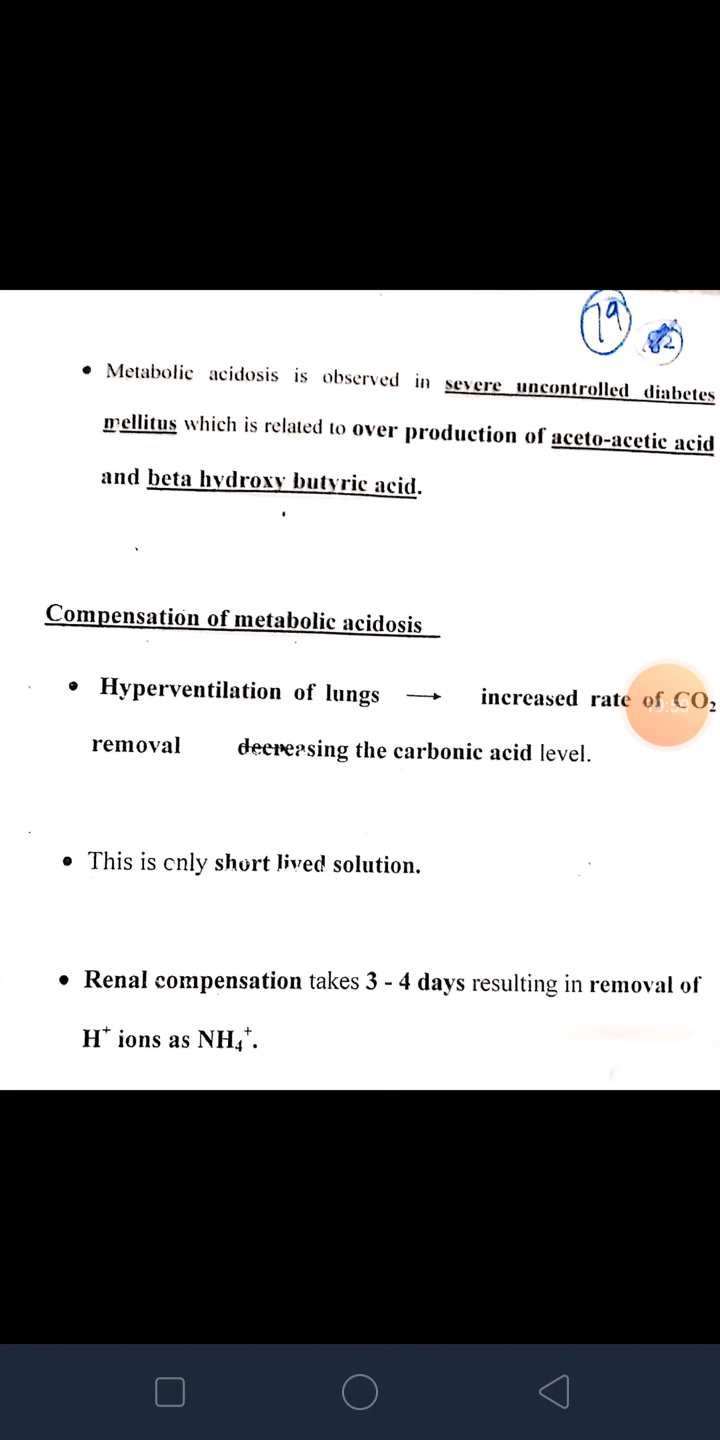 79
• Metabolic acidosis is observed in severe uncontrolled diabetes
mellitus which is related to over production of aceto-acetic acid
and beta hydroxy butyric acid.
Compensation of metabolic acidosis
• Hyperventilation of lungs → increased rate of CO₂
removal decreasing the carbonic acid level.
• This is only short lived solution.
• Renal compensation takes 3 - 4 days resulting in removal of
H⁺ ions as NH₄⁺.